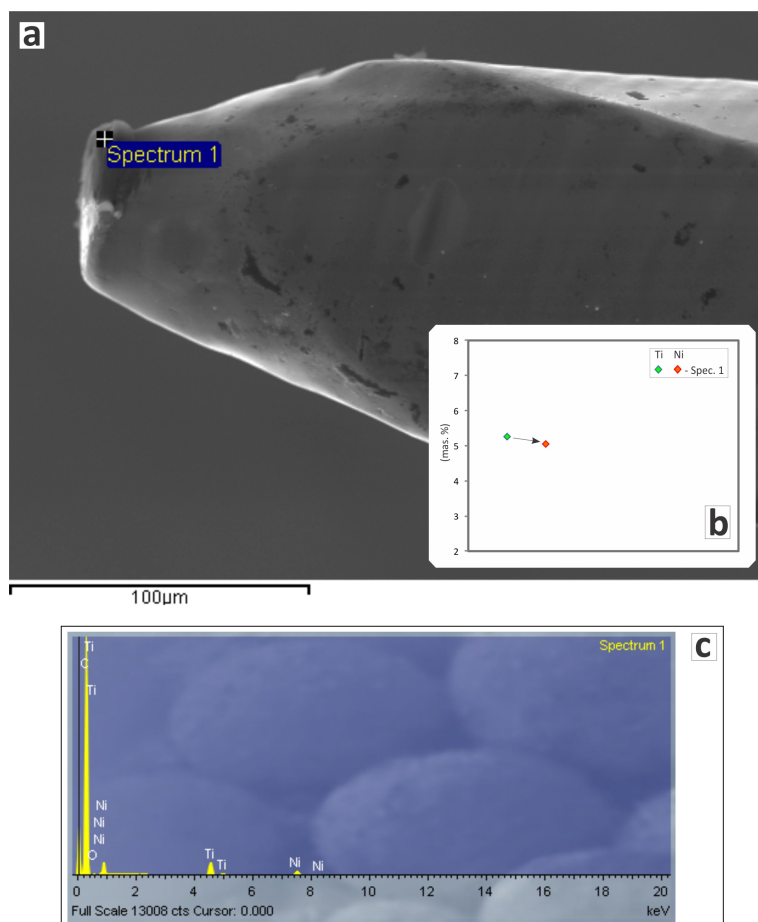 a
Spectrum 1
8
7
6
5
4
3
2
(mas. %)
Ti Ni
- Spec. 1
b
100μm
Spectrum 1
c
Ti
C
Ti
Ni
Ni
Ni
O
Ti
Ti
Ni
Ni
0 2 4 6 8 10 12 14 16 18 20
Full Scale 13008 cts Cursor: 0.000 keV